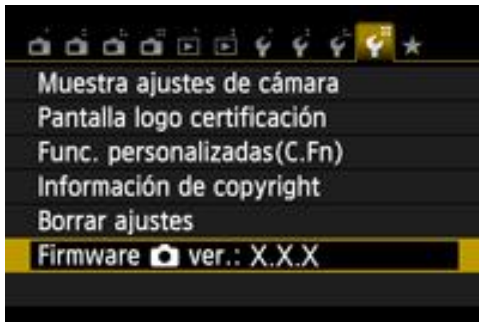 Muestra ajustes de cámara
Pantalla logo certificación
Func. personalizadas(C.Fn)
Información de copyright
Borrar ajustes
Firmware ver.: X.X.X